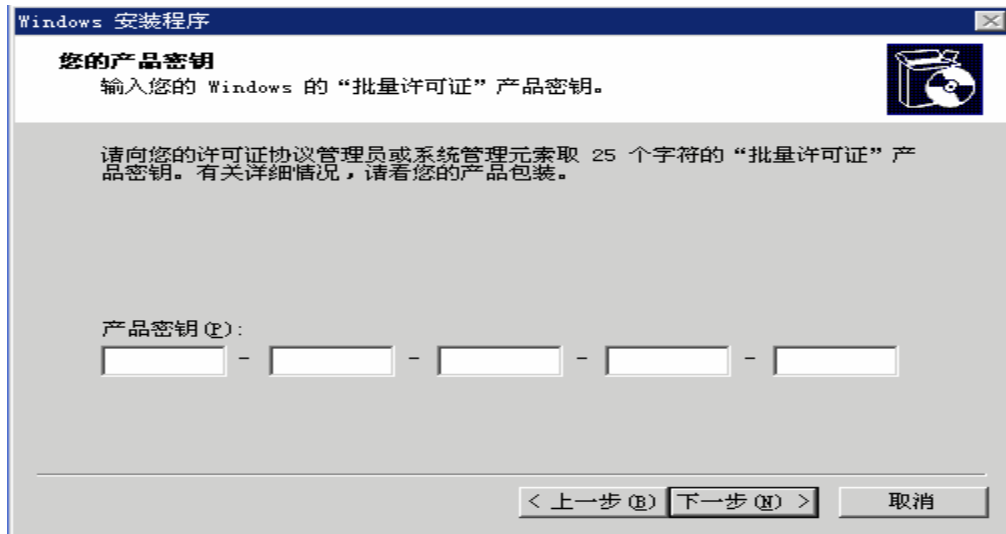 Windows 安装程序
您的产品密钥
输入您的 Windows 的“批量许可证”产品密钥。
请向您的许可证协议管理员或系统管理元素取 25 个字符的“批量许可证”产
品密钥。有关详细情况，请看您的产品包装。
产品密钥(P):
- - - -
< 上一步(B) 下一步(N) > 取消